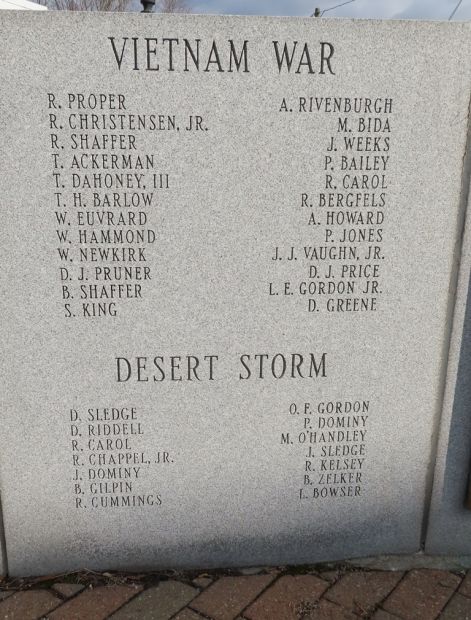 VIETNAM WAR
R. PROPER
R. CHRISTENSEN, JR.
R. SHAFFER
T. ACKERMAN
T. DAHONEY, III
T. H. BARLOW
W. EUVRARD
W. HAMMOND
W. NEWKIRK
D. J. PRUNER
B. SHAFFER
S. KING
A. RIVENBURGH
M. BIDA
J. WEEKS
P. BAILEY
R. CAROL
R. BERGFELS
A. HOWARD
P. JONES
J. J. VAUGHN, JR.
D. J. PRICE
L. E. GORDON JR.
D. GREENE
DESERT STORM
D. SLEDGE
D. RIDDELL
R. CAROL
R. CHAPPEL, JR.
J. DOMINY
B. GILPIN
R. CUMMINGS
O. F. GORDON
P. DOMINY
M. O'HANDLEY
J. SLEDGE
R. KELSEY
B. ZELKER
L. BOWSER